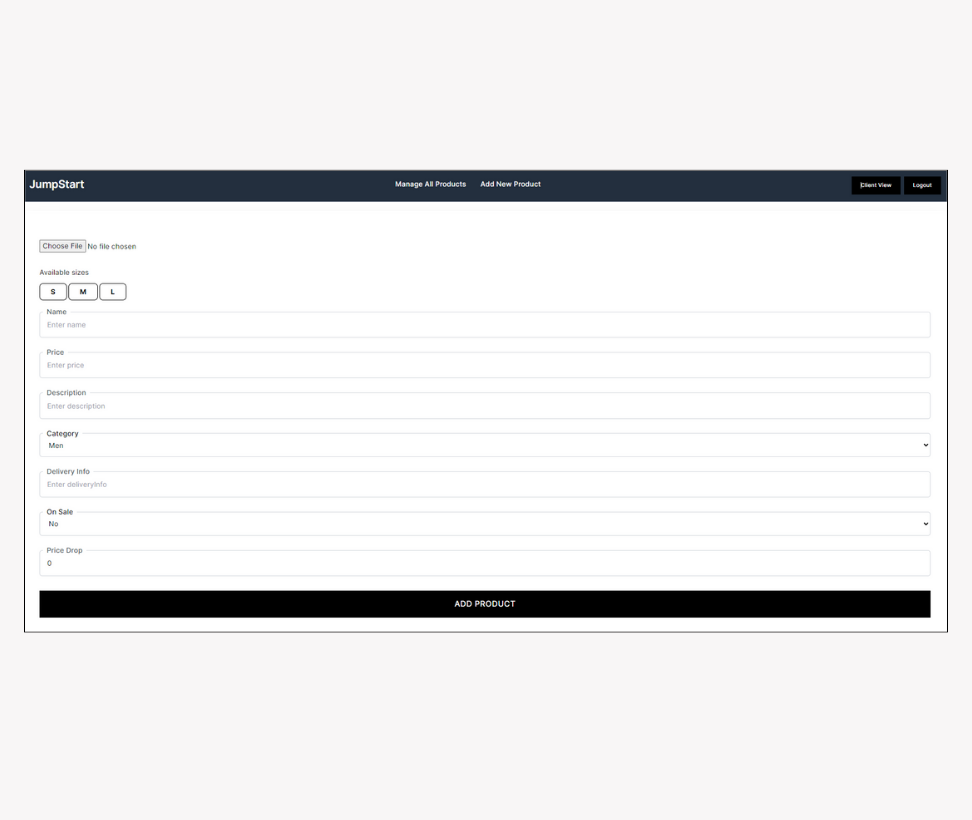 JumpStart Manage All Products Add New Product Client View Logout
Choose File No file chosen
Available sizes
S M L
Name
Enter name
Price
Enter price
Description
Enter description
Category
Men
Delivery Info
Enter deliveryInfo
On Sale
No
Price Drop
0
ADD PRODUCT